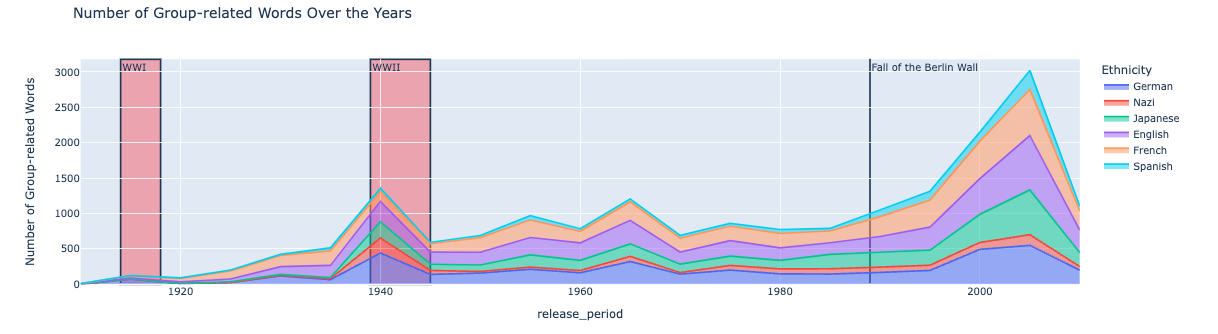 Number of Group-related Words Over the Years
WWI
WWII
Fall of the Berlin Wall
Ethnicity
German
Nazi
Japanese
English
French
Spanish
Number of Group-related Words
3000
2500
2000
1500
1000
500
0
1920
1940
1960
1980
2000
release_period